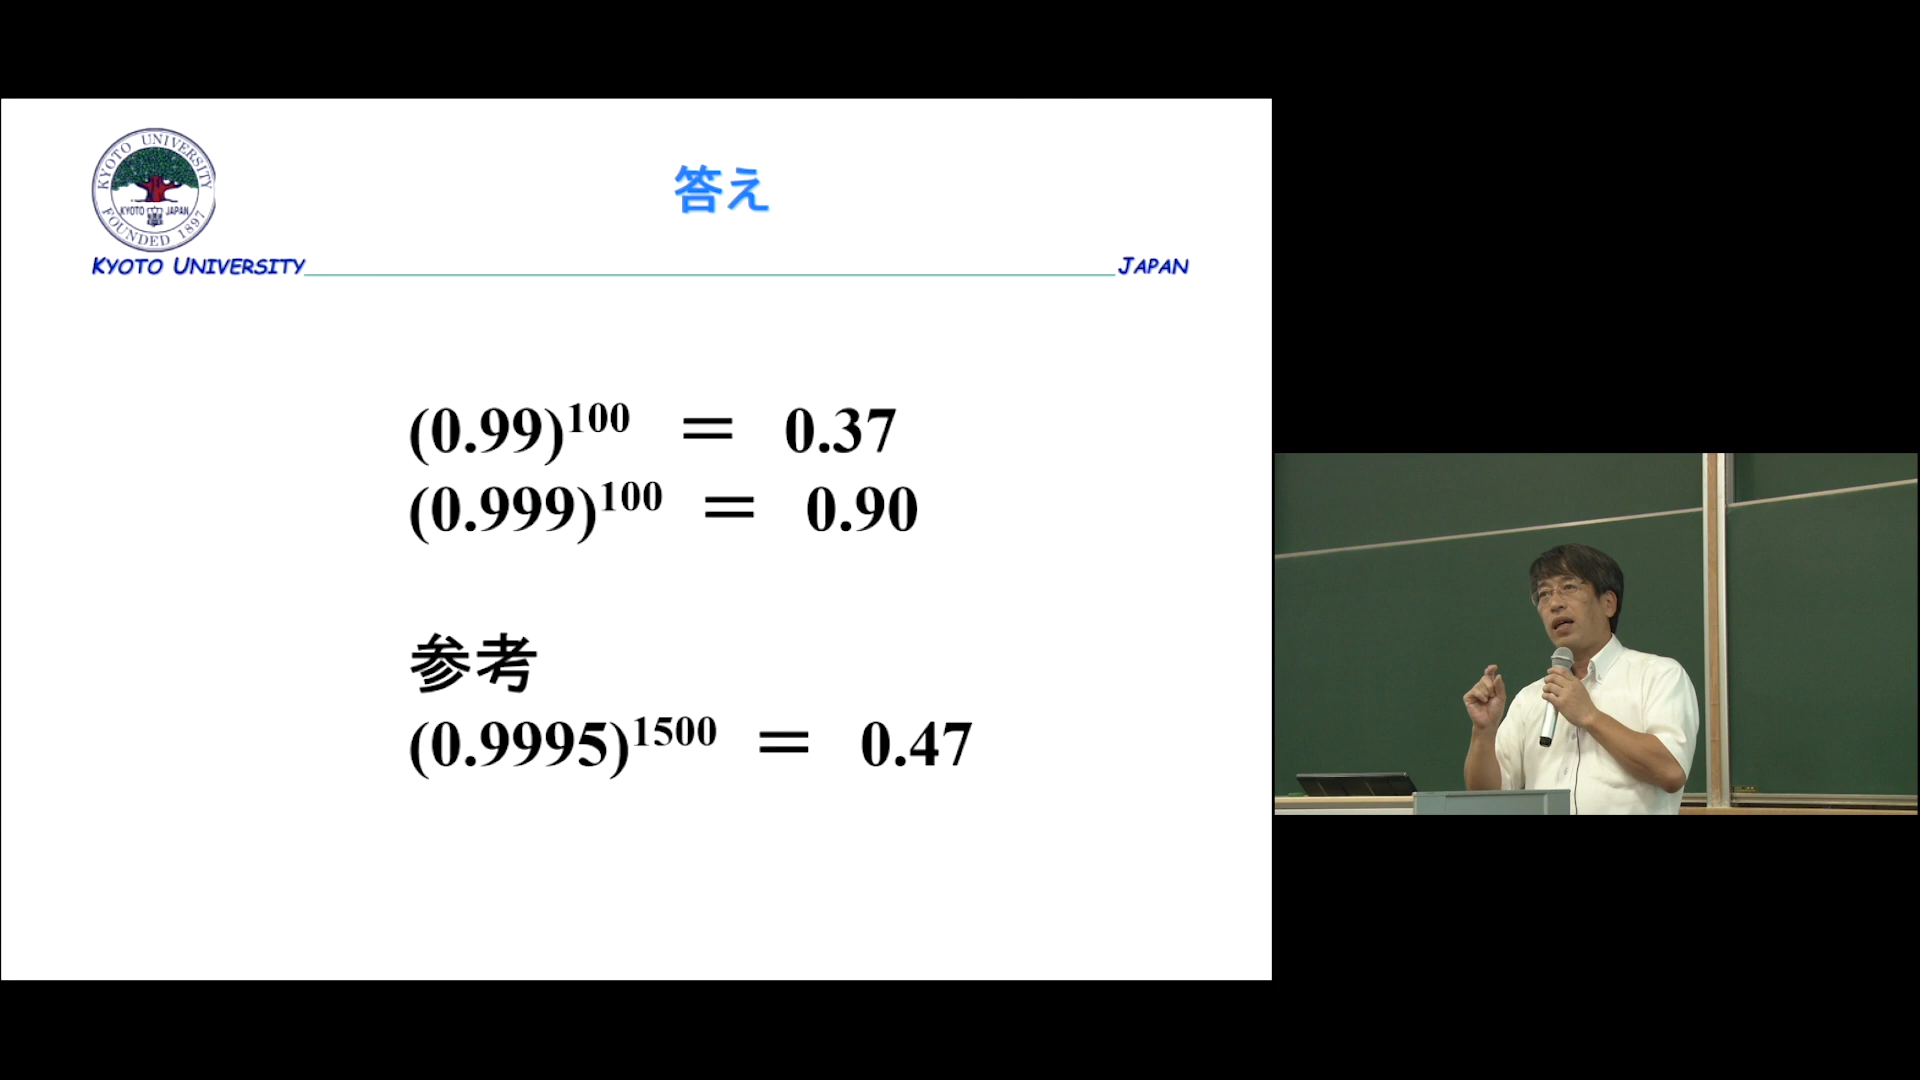 KYOTO UNIVERSITY
KYOTO JAPAN
FOUNDED 1897
答え
KYOTO UNIVERSITY JAPAN
(0.99)^100 = 0.37
(0.999)^100 = 0.90
参考
(0.9995)^1500 = 0.47